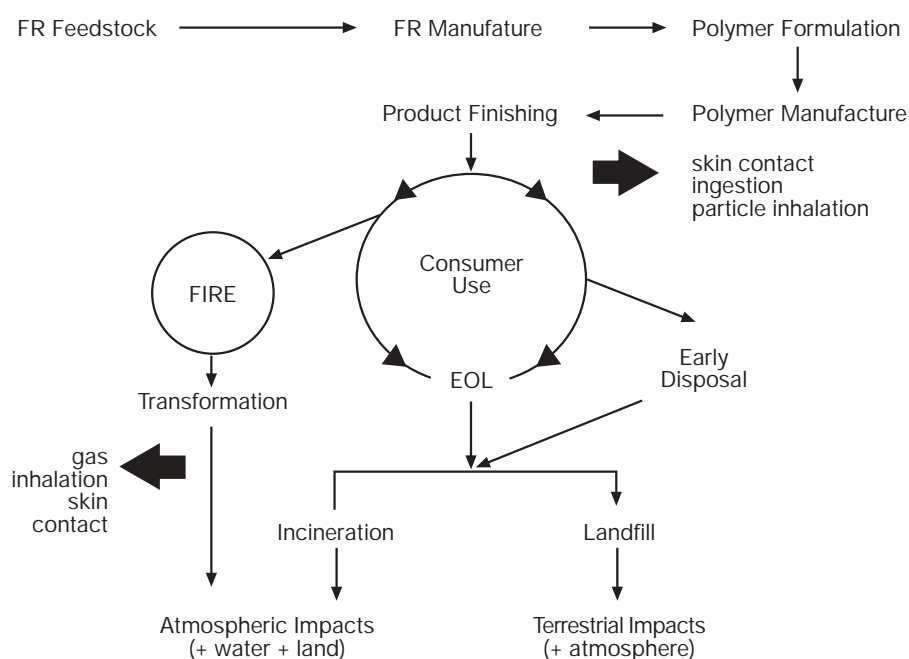 FR Feedstock
FR Manufature
Polymer Formulation
Product Finishing
Polymer Manufacture
skin contact
ingestion
particle inhalation
Consumer
Use
FIRE
Early
Disposal
EOL
Transformation
gas
inhalation
skin
contact
Incineration
Landfill
Atmospheric Impacts
(+ water + land)
Terrestrial Impacts
(+ atmosphere)